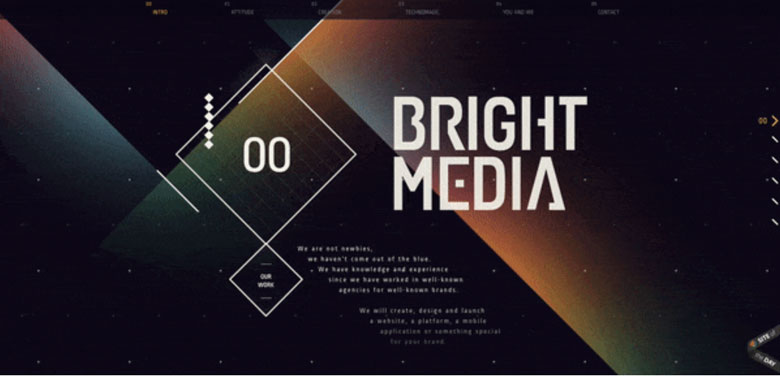 00
INTRO
01
ATTITUDE
02
CREATION
03
TECHNOMAGIC
04
YOU AND WE
05
CONTACT
BRIGHT
MEDIA
00
00
We are not newbies,
we haven't come out of the blue.
We have knowledge and experience
since we have worked in well-known
agencies for well-known brands.
OUR
WORK
We will create, design and launch
a website, a platform, a mobile
application or something special
for your brand.
SITE of
the DAY